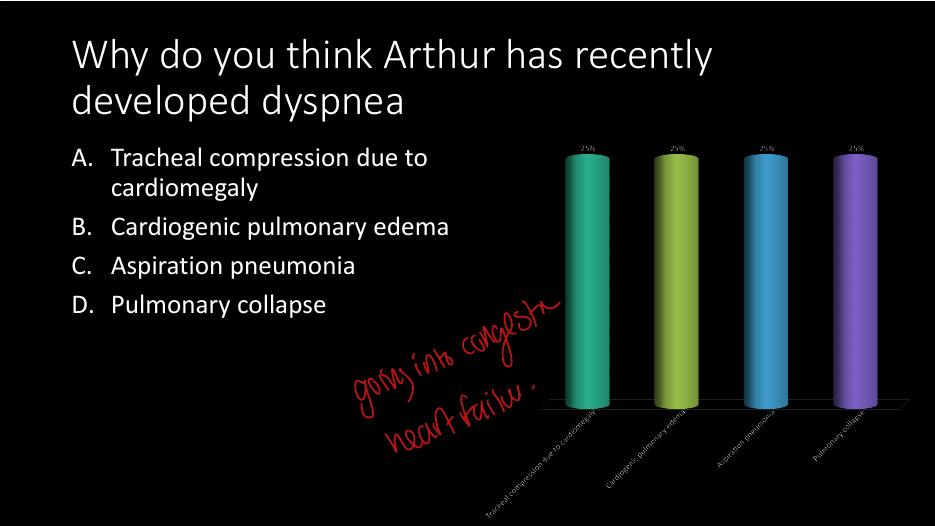 Why do you think Arthur has recently
developed dyspnea
A. Tracheal compression due to
cardiomegaly
B. Cardiogenic pulmonary edema
C. Aspiration pneumonia
D. Pulmonary collapse
25% 25% 25% 25%
going into congestn
heart failure.
Tracheal compression due to cardiomegaly
Cardiogenic pulmonary edema
Aspiration pneumonia
Pulmonary collapse